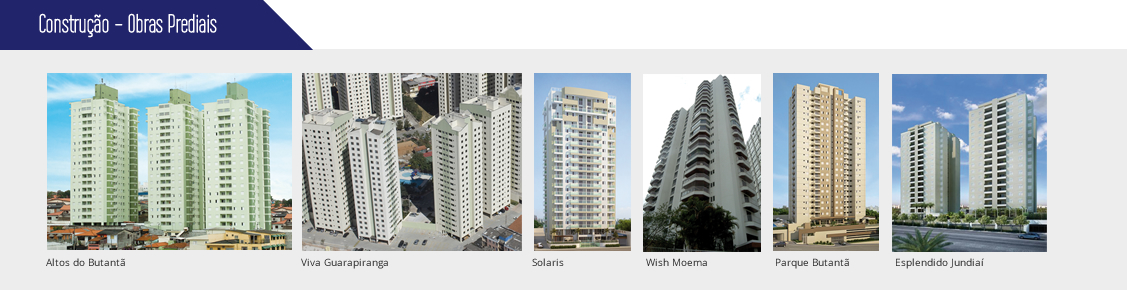 Construção – Obras Prediais
Altos do Butantã
Viva Guarapiranga
Solaris
Wish Moema
Parque Butantã
Esplendido Jundiaí